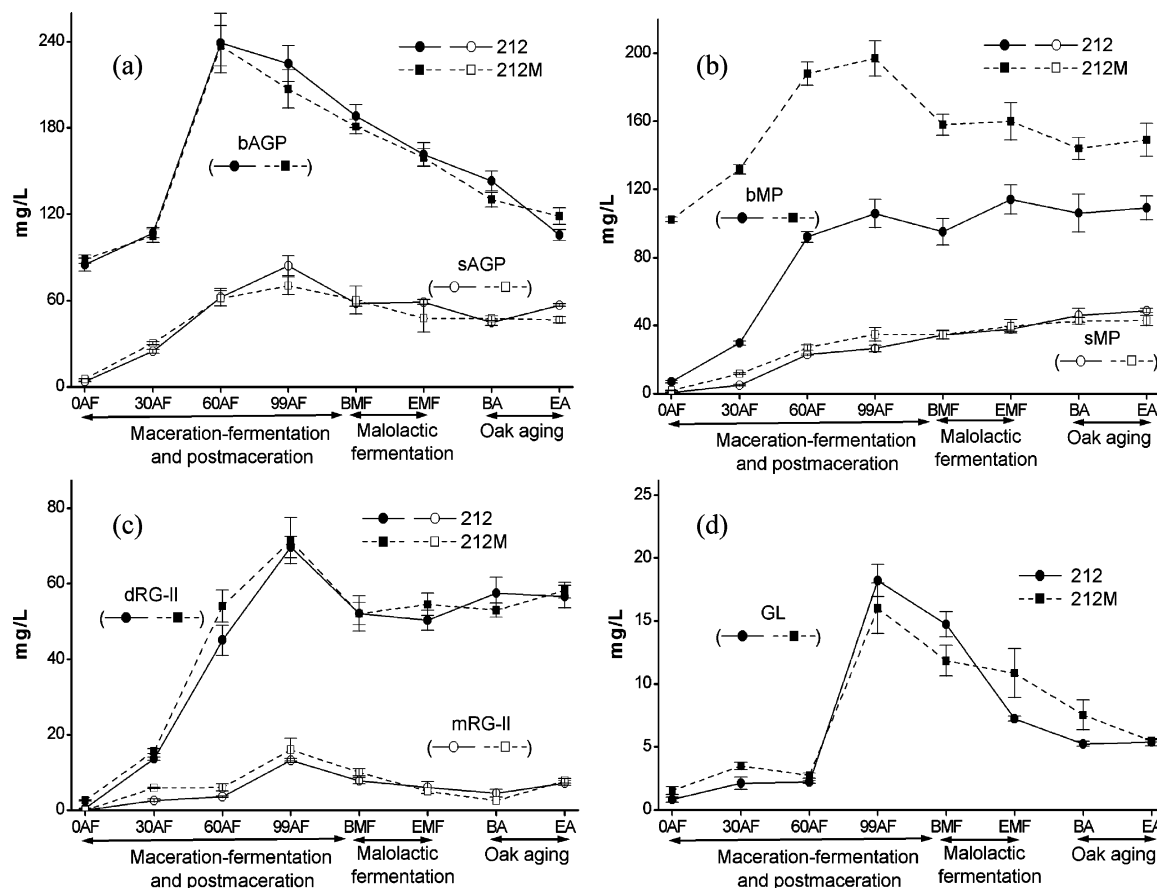 (a)
212
212M
bAGP
( )
sAGP
( )
mg/L
240
180
120
60
0
0AF 30AF 60AF 99AF BMF EMF BA EA
Maceration-fermentation
and postmaceration
Malolactic
fermentation
Oak aging
(b)
212
212M
bMP
( )
sMP
( )
mg/L
200
160
120
80
40
0
0AF 30AF 60AF 99AF BMF EMF BA EA
Maceration-fermentation
and postmaceration
Malolactic
fermentation
Oak aging
(c)
212
212M
dRG-II
( )
mRG-II
( )
mg/L
80
60
40
20
0
0AF 30AF 60AF 99AF BMF EMF BA EA
Maceration-fermentation
and postmaceration
Malolactic
fermentation
Oak aging
(d)
212
212M
GL
( )
mg/L
25
20
15
10
5
0
0AF 30AF 60AF 99AF BMF EMF BA EA
Maceration-fermentation
and postmaceration
Malolactic
fermentation
Oak aging